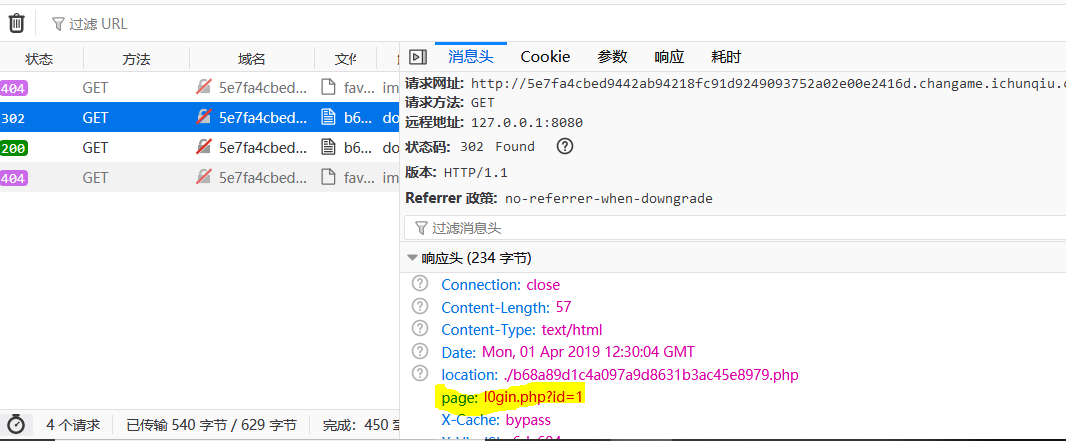 过滤 URL
状态 方法 域名 文件
消息头 Cookie 参数 响应 耗时
404 GET 5e7fa4cbed... fav... im
302 GET 5e7fa4cbed... b6... do
200 GET 5e7fa4cbed... b6... do
404 GET 5e7fa4cbed... fav... im
请求网址: http://5e7fa4cbed9442ab94218fc91d9249093752a02e00e2416d.changame.ichunqiu.c
请求方法: GET
远程地址: 127.0.0.1:8080
状态码: 302 Found
版本: HTTP/1.1
Referrer 政策: no-referrer-when-downgrade
过滤消息头
响应头 (234 字节)
Connection: close
Content-Length: 57
Content-Type: text/html
Date: Mon, 01 Apr 2019 12:30:04 GMT
location: ./b68a89d1c4a097a9d8631b3ac45e8979.php
page: l0gin.php?id=1
X-Cache: bypass
4 个请求 已传输 540 字节 / 629 字节 完成: 450